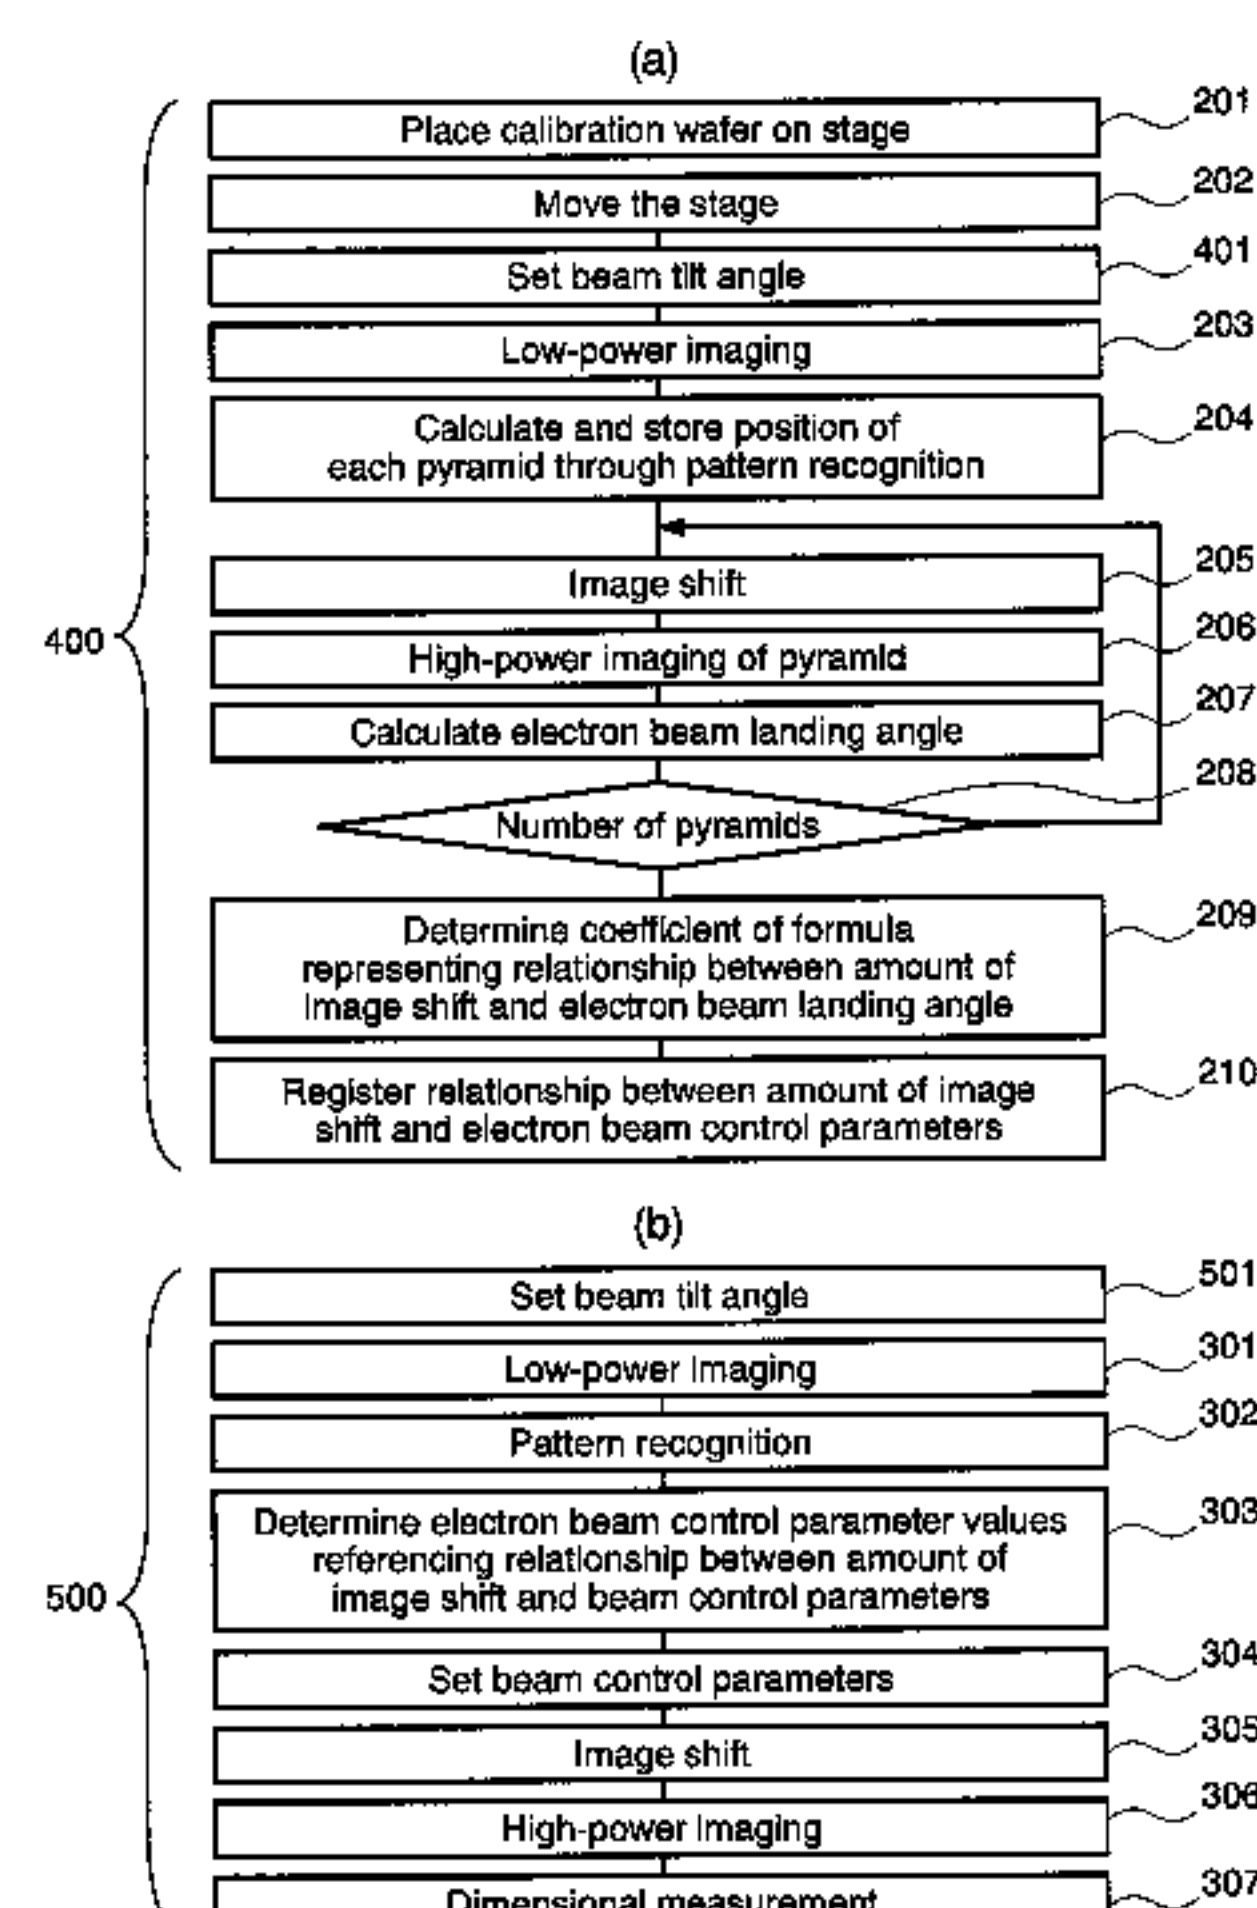 (a)
Place calibration wafer on stage
201
Move the stage
202
Set beam tilt angle
401
Low-power imaging
203
Calculate and store position of
each pyramid through pattern recognition
204
Image shift
205
High-power imaging of pyramid
206
Calculate electron beam landing angle
207
Number of pyramids
208
400
Determine coefficient of formula
representing relationship between amount of
image shift and electron beam landing angle
209
Register relationship between amount of image
shift and electron beam control parameters
210
(b)
Set beam tilt angle
501
Low-power imaging
301
Pattern recognition
302
Determine electron beam control parameter values
referencing relationship between amount of
image shift and beam control parameters
303
500
Set beam control parameters
304
Image shift
305
High-power imaging
306
Dimensional measurement
307